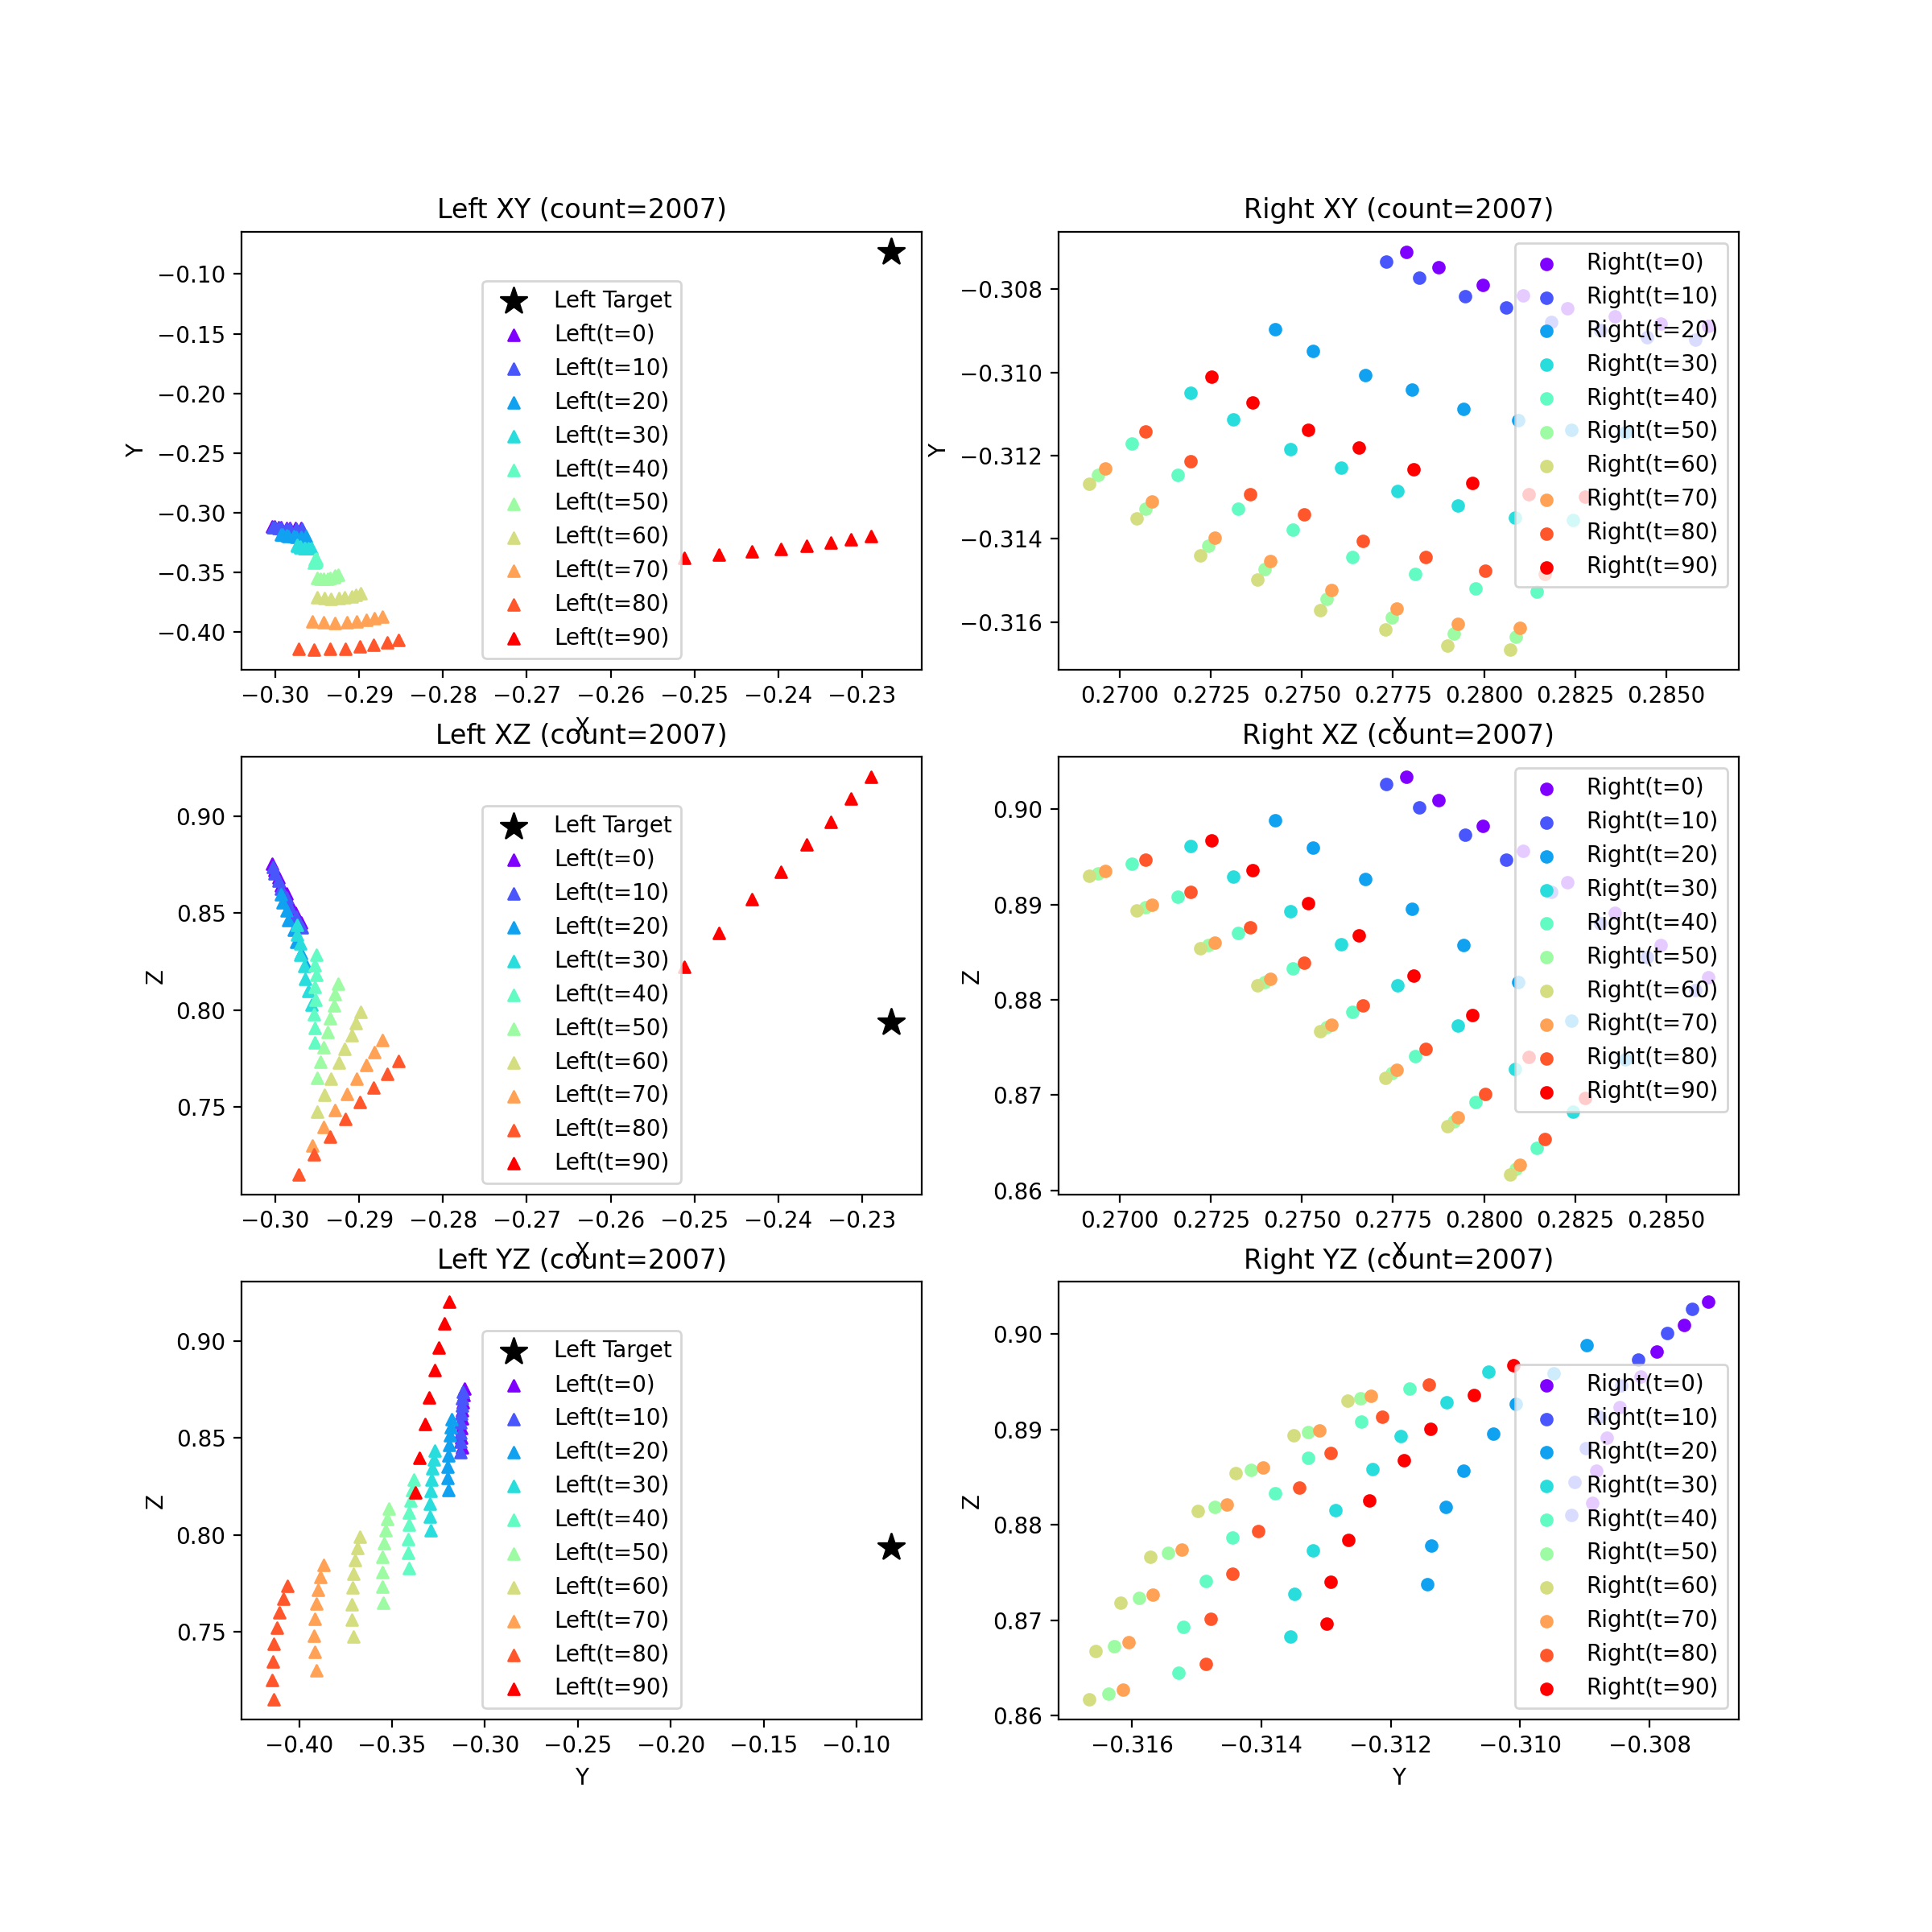 Left XY (count=2007)
Y
−0.10
−0.15
−0.20
−0.25
−0.30
−0.35
−0.40
Left Target
Left(t=0)
Left(t=10)
Left(t=20)
Left(t=30)
Left(t=40)
Left(t=50)
Left(t=60)
Left(t=70)
Left(t=80)
Left(t=90)
−0.30 −0.29 −0.28 −0.27 −0.26 −0.25 −0.24 −0.23
X
Right XY (count=2007)
Y
−0.308
−0.310
−0.312
−0.314
−0.316
Right(t=0)
Right(t=10)
Right(t=20)
Right(t=30)
Right(t=40)
Right(t=50)
Right(t=60)
Right(t=70)
Right(t=80)
Right(t=90)
0.2700 0.2725 0.2750 0.2775 0.2800 0.2825 0.2850
X
Left XZ (count=2007)
Z
0.90
0.85
0.80
0.75
Left Target
Left(t=0)
Left(t=10)
Left(t=20)
Left(t=30)
Left(t=40)
Left(t=50)
Left(t=60)
Left(t=70)
Left(t=80)
Left(t=90)
−0.30 −0.29 −0.28 −0.27 −0.26 −0.25 −0.24 −0.23
X
Right XZ (count=2007)
Z
0.90
0.89
0.88
0.87
0.86
Right(t=0)
Right(t=10)
Right(t=20)
Right(t=30)
Right(t=40)
Right(t=50)
Right(t=60)
Right(t=70)
Right(t=80)
Right(t=90)
0.2700 0.2725 0.2750 0.2775 0.2800 0.2825 0.2850
X
Left YZ (count=2007)
Z
0.90
0.85
0.80
0.75
Left Target
Left(t=0)
Left(t=10)
Left(t=20)
Left(t=30)
Left(t=40)
Left(t=50)
Left(t=60)
Left(t=70)
Left(t=80)
Left(t=90)
−0.40 −0.35 −0.30 −0.25 −0.20 −0.15 −0.10
Y
Right YZ (count=2007)
Z
0.90
0.89
0.88
0.87
0.86
Right(t=0)
Right(t=10)
Right(t=20)
Right(t=30)
Right(t=40)
Right(t=50)
Right(t=60)
Right(t=70)
Right(t=80)
Right(t=90)
−0.316 −0.314 −0.312 −0.310 −0.308
Y